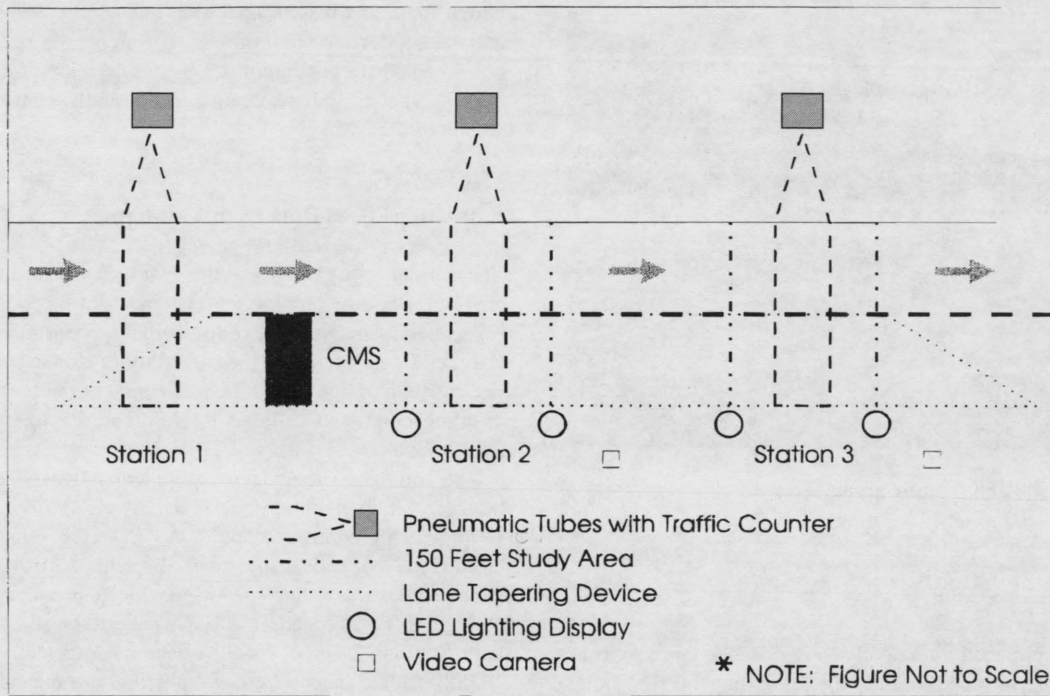 CMS
Station 1
Station 2
Station 3
Pneumatic Tubes with Traffic Counter
150 Feet Study Area
Lane Tapering Device
LED Lighting Display
Video Camera
* NOTE: Figure Not to Scale